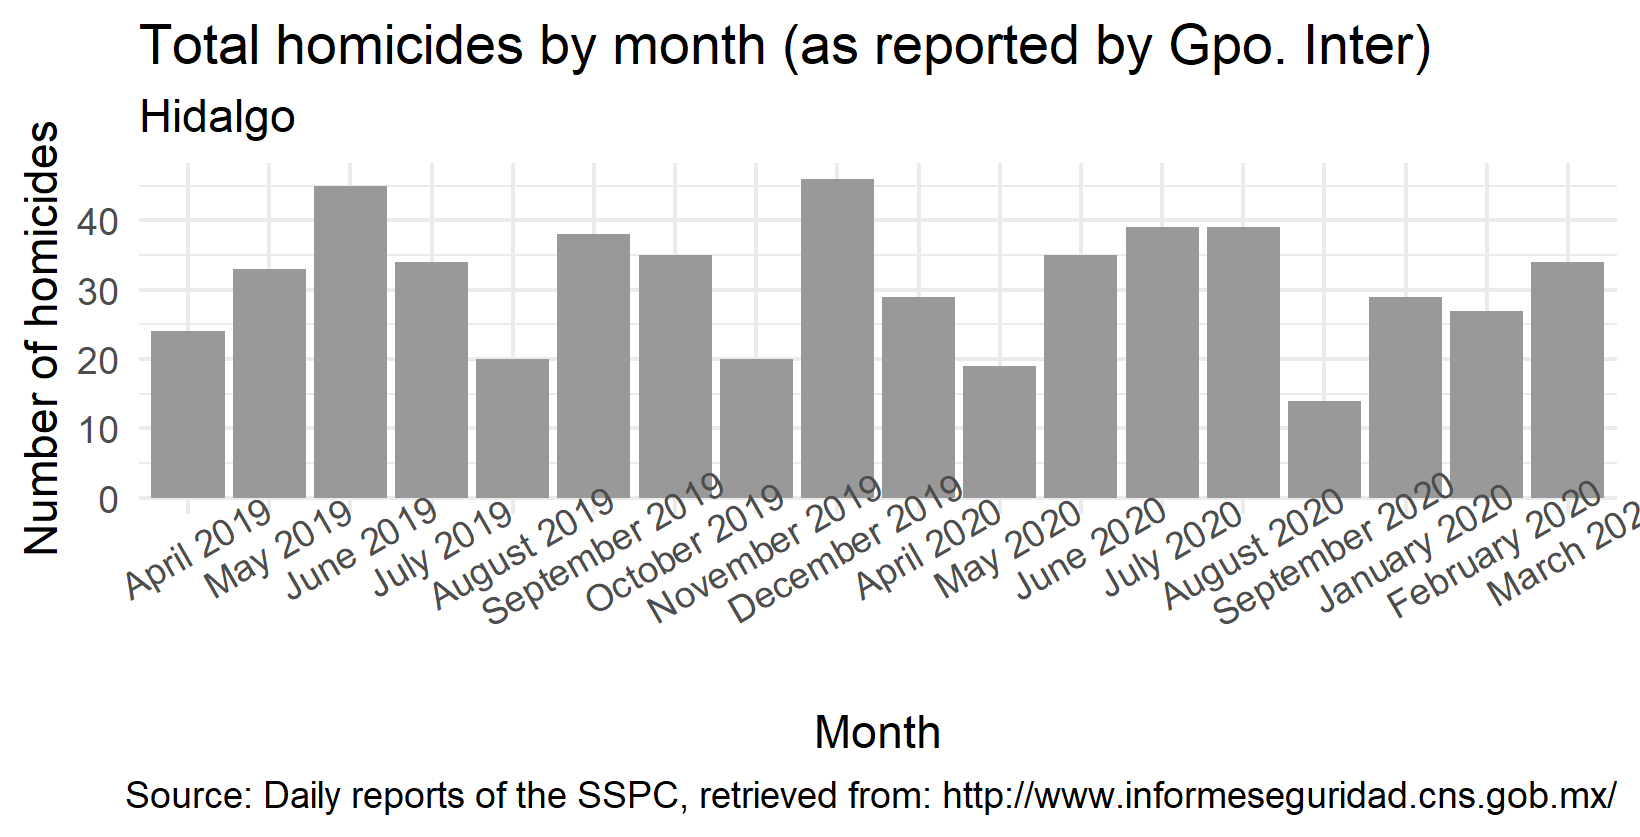 Total homicides by month (as reported by Gpo. Inter)
Hidalgo
Number of homicides
40
30
20
10
0
April 2019
May 2019
June 2019
July 2019
August 2019
September 2019
October 2019
November 2019
December 2019
April 2020
May 2020
June 2020
July 2020
August 2020
September 2020
January 2020
February 2020
March 202
Month
Source: Daily reports of the SSPC, retrieved from: http://www.informeseguridad.cns.gob.mx/